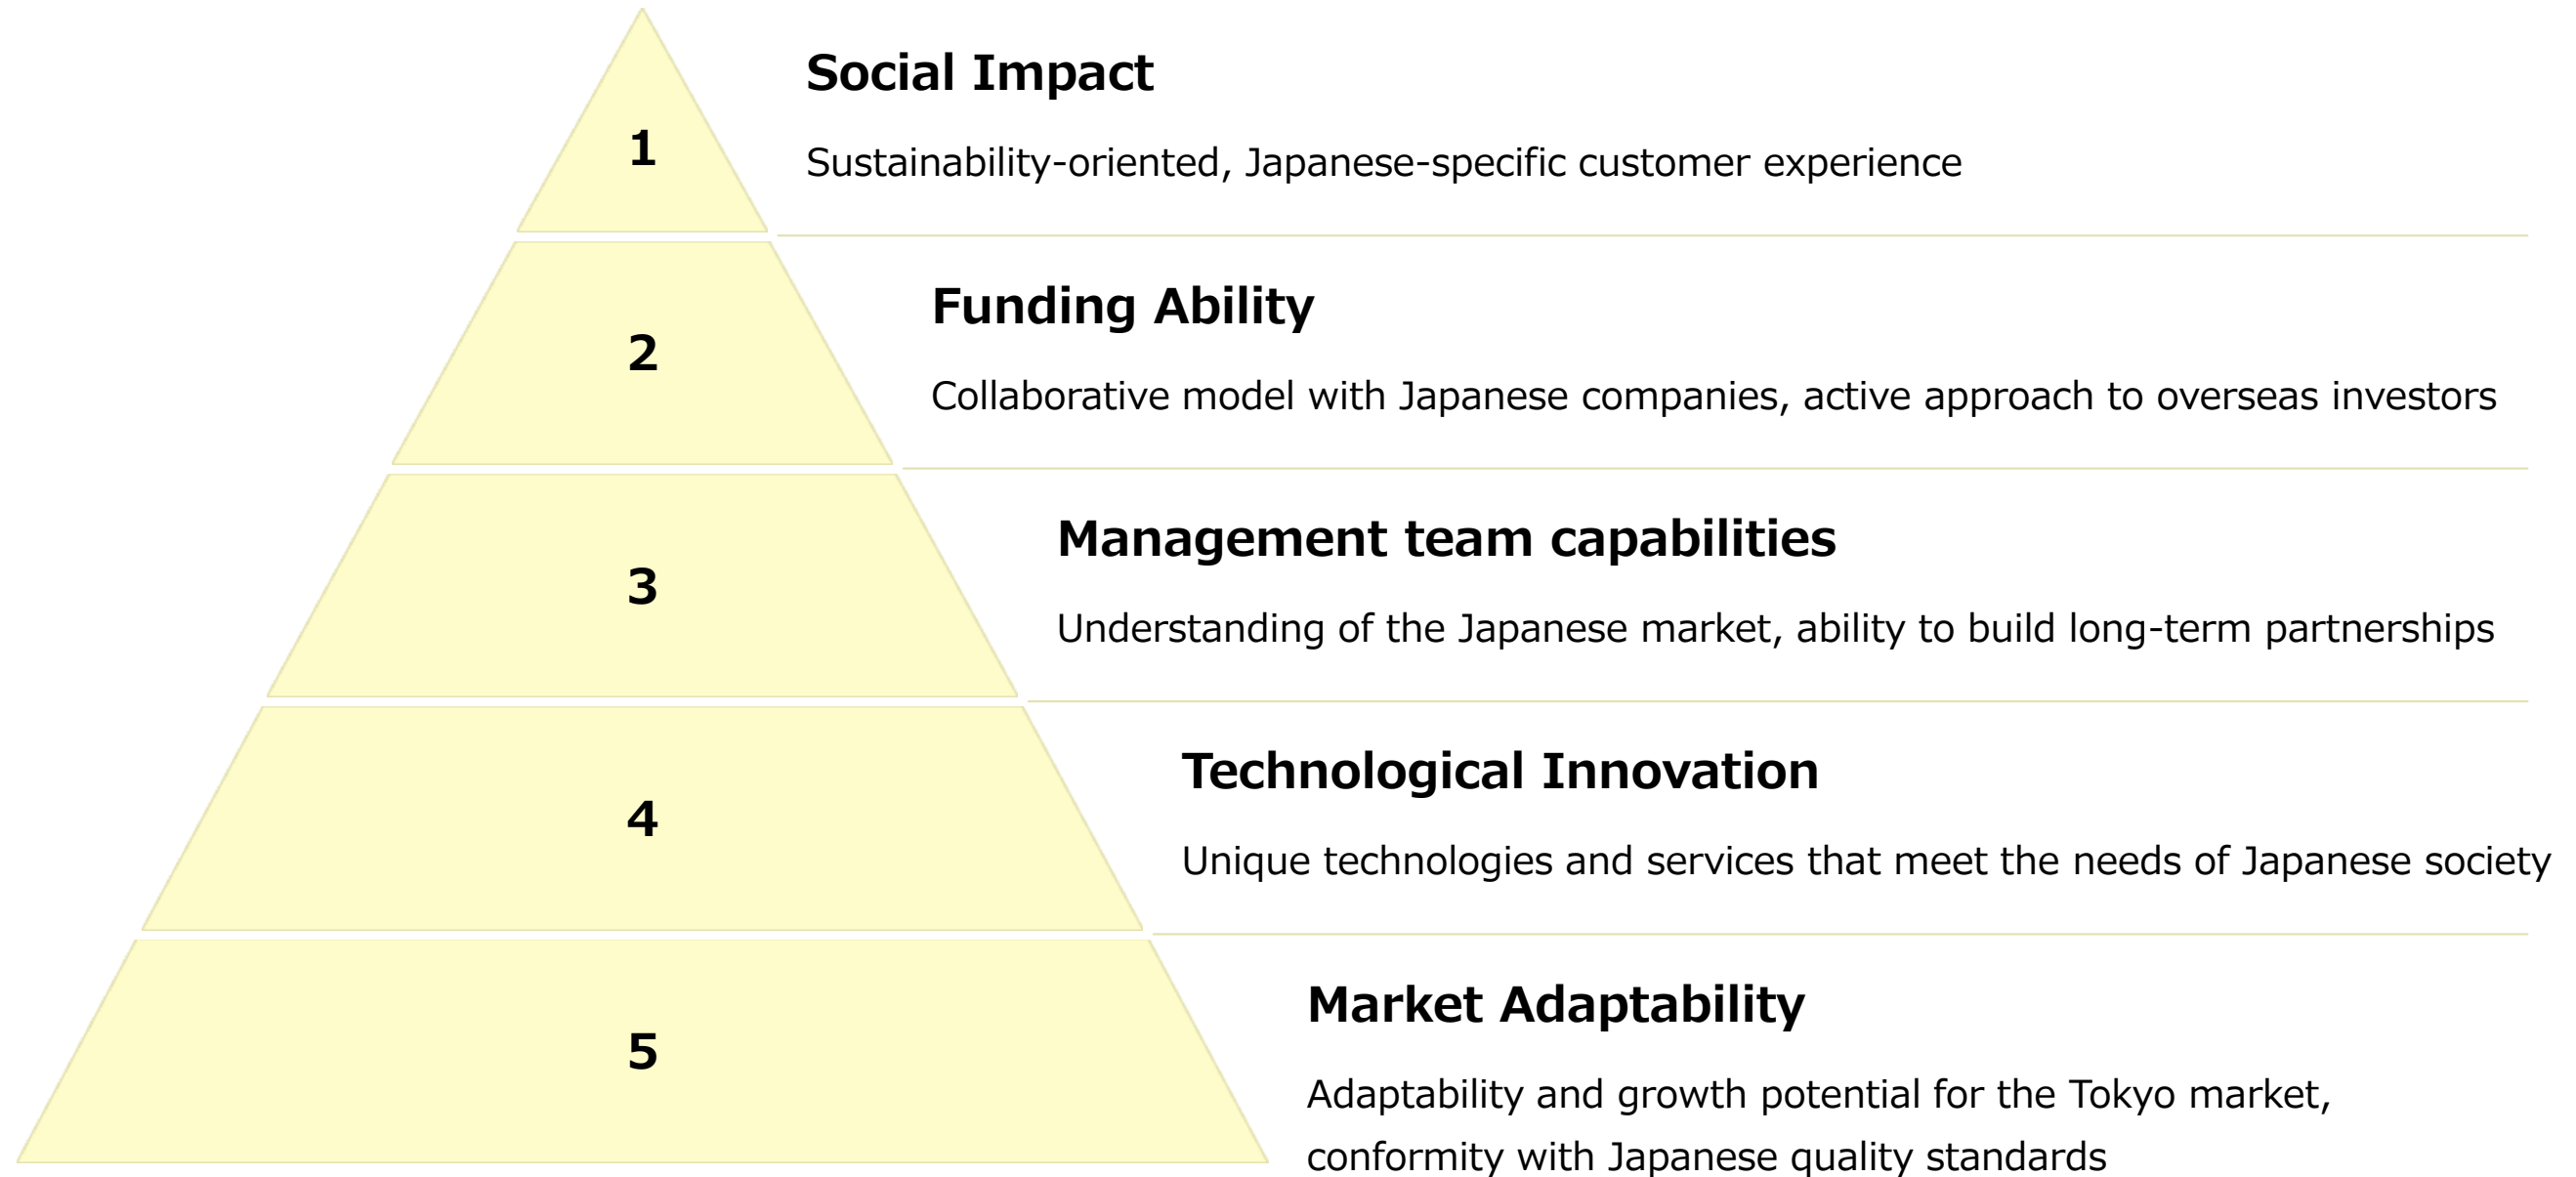 1
Social Impact
Sustainability-oriented, Japanese-specific customer experience
2
Funding Ability
Collaborative model with Japanese companies, active approach to overseas investors
3
Management team capabilities
Understanding of the Japanese market, ability to build long-term partnerships
4
Technological Innovation
Unique technologies and services that meet the needs of Japanese society
5
Market Adaptability
Adaptability and growth potential for the Tokyo market,
conformity with Japanese quality standards